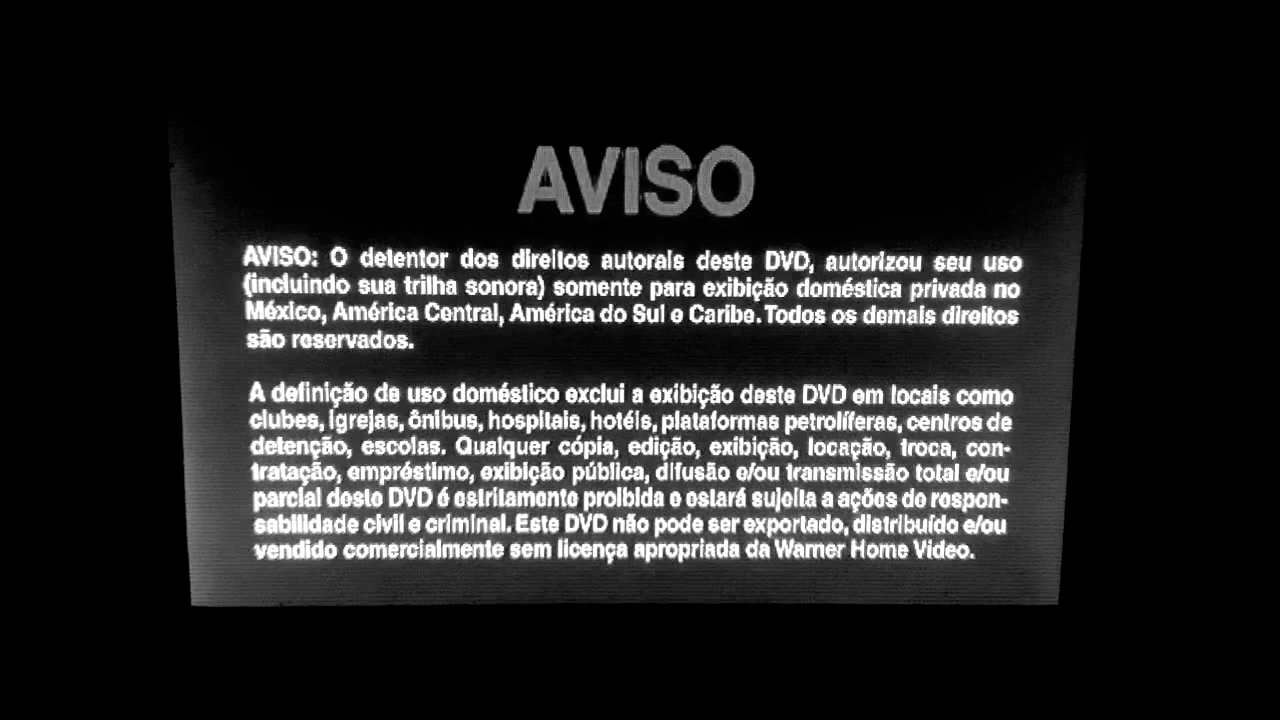 AVISO
AVISO: O detentor dos direitos autorais deste DVD, autorizou seu uso
(incluindo sua trilha sonora) somente para exibição doméstica privada no
México, América Central, América do Sul e Caribe. Todos os demais direitos
são reservados.
A definição de uso doméstico exclui a exibição deste DVD em locais como
clubes, igrejas, ônibus, hospitais, hotéis, plataformas petrolíferas, centros de
detenção, escolas. Qualquer cópia, edição, exibição, locação, troca, con-
tratação, empréstimo, exibição pública, difusão e/ou transmissão total e/ou
parcial deste DVD é estritamente proibida e estará sujeita a ações de respon-
sabilidade civil e criminal. Este DVD não pode ser exportado, distribuído e/ou
vendido comercialmente sem licença apropriada da Warner Home Video.